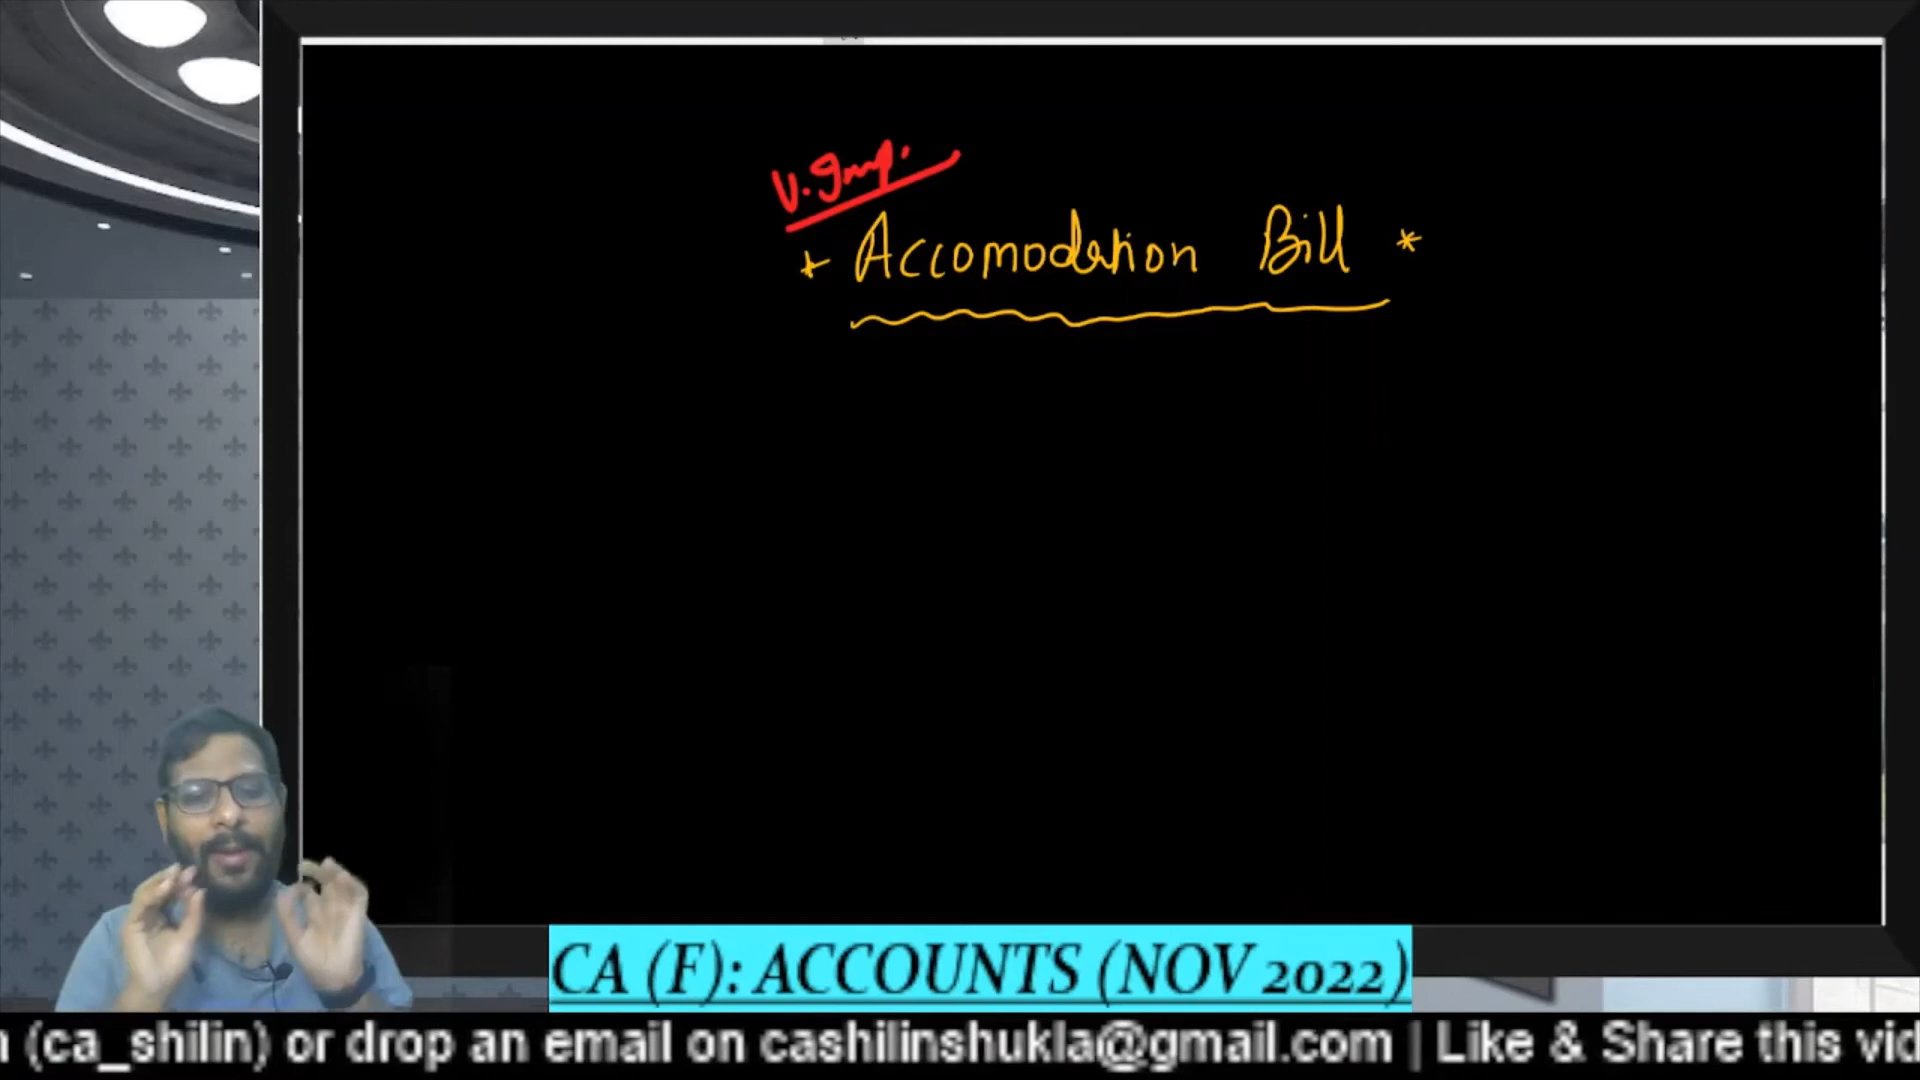 V. Imp.
* Accomodation Bill *
CA (F): ACCOUNTS (NOV 2022)
(ca_shilin) or drop an email on cashilinshukla@gmail.com | Like & Share this